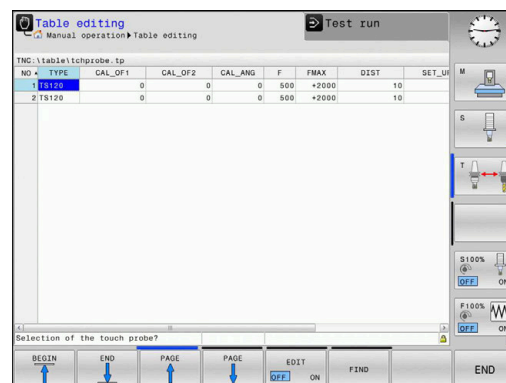 Table editing
Test run
Manual operation Table editing
TNC:\table\tchprobe.tp
NO TYPE CAL_OF1 CAL_OF2 CAL_ANG F FMAX DIST
1 TS120 0 0 0 500 +2000 10
2 TS120 0 0 0 500 +2000 10
M
S
T
S100%
OFF
F100%
OFF
Selection of the touch probe?
BEGIN
END
PAGE
PAGE
EDIT
OFF ON
FIND
END